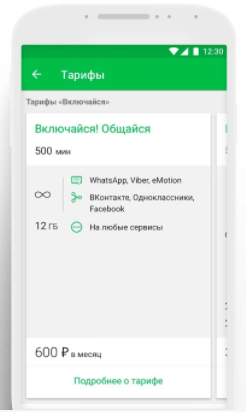 12:30
Тарифы
Тарифы «Включайся»
Включайся! Общайся
500 мин
WhatsApp, Viber, eMotion
∞
ВКонтакте, Одноклассники,
Facebook
12 ГБ
На любые сервисы
600 ₽ в месяц
Подробнее о тарифе